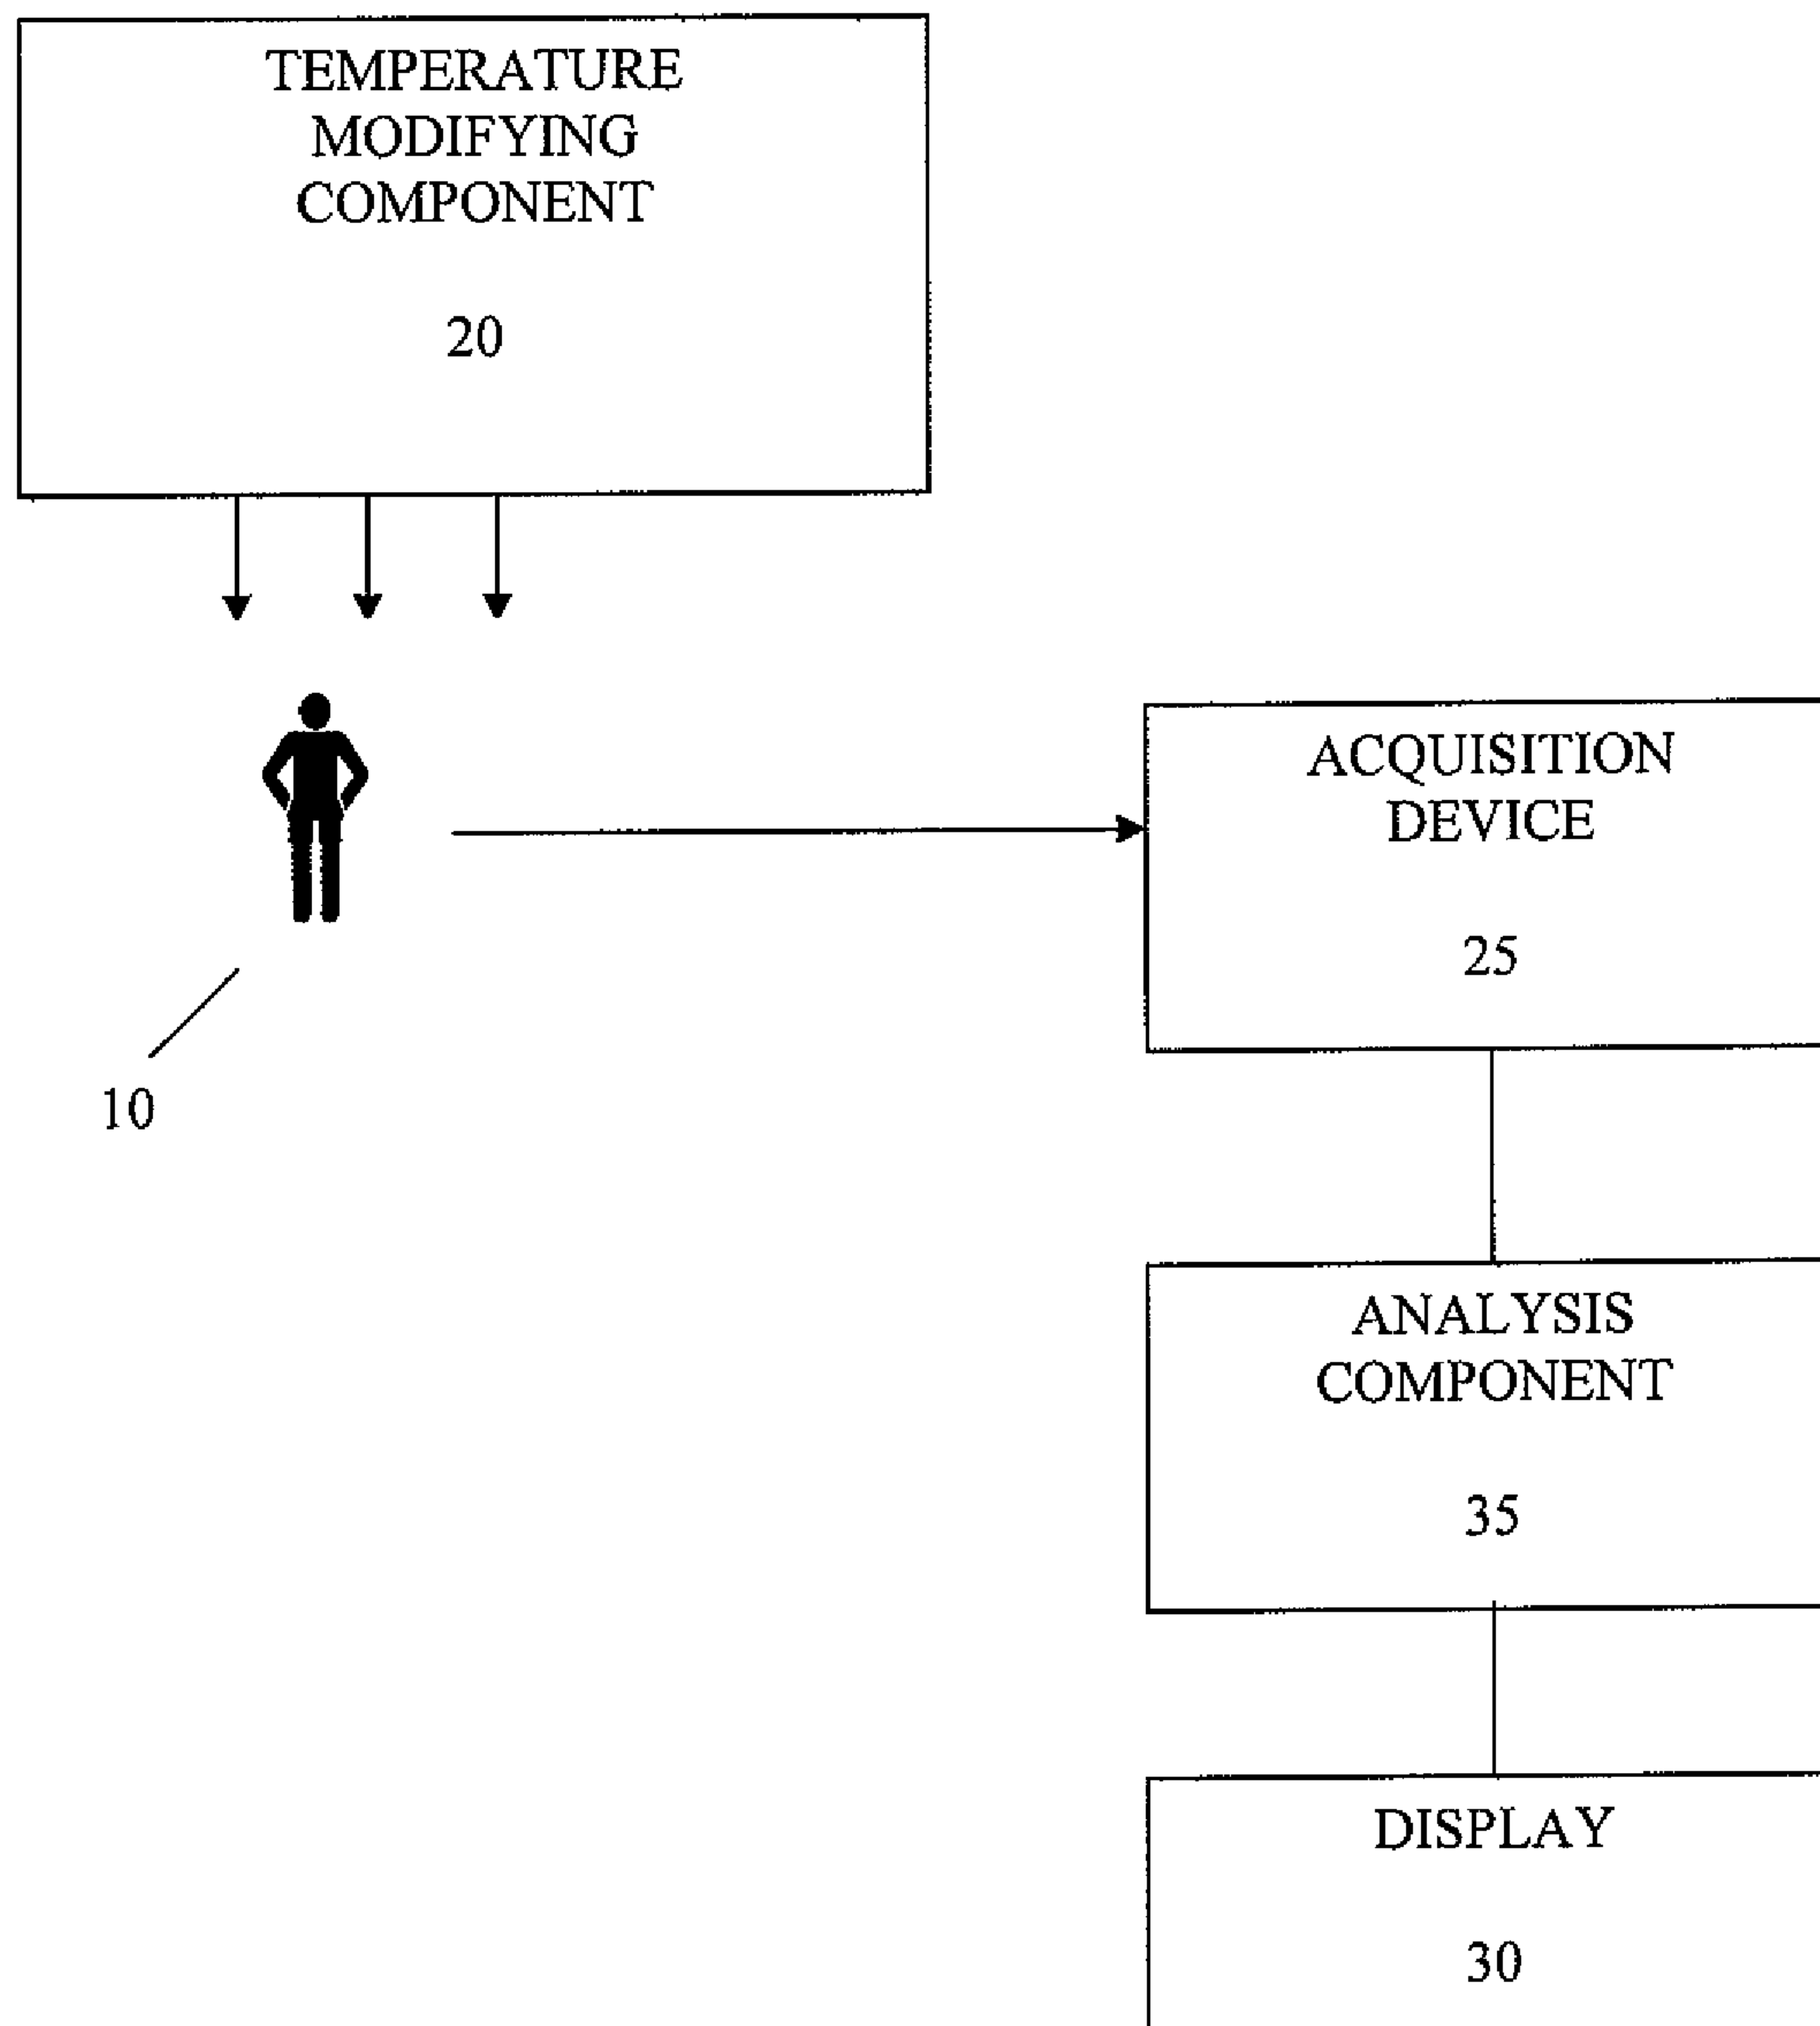 TEMPERATURE
MODIFYING
COMPONENT
20
ACQUISITION
DEVICE
25
10
ANALYSIS
COMPONENT
35
DISPLAY
30